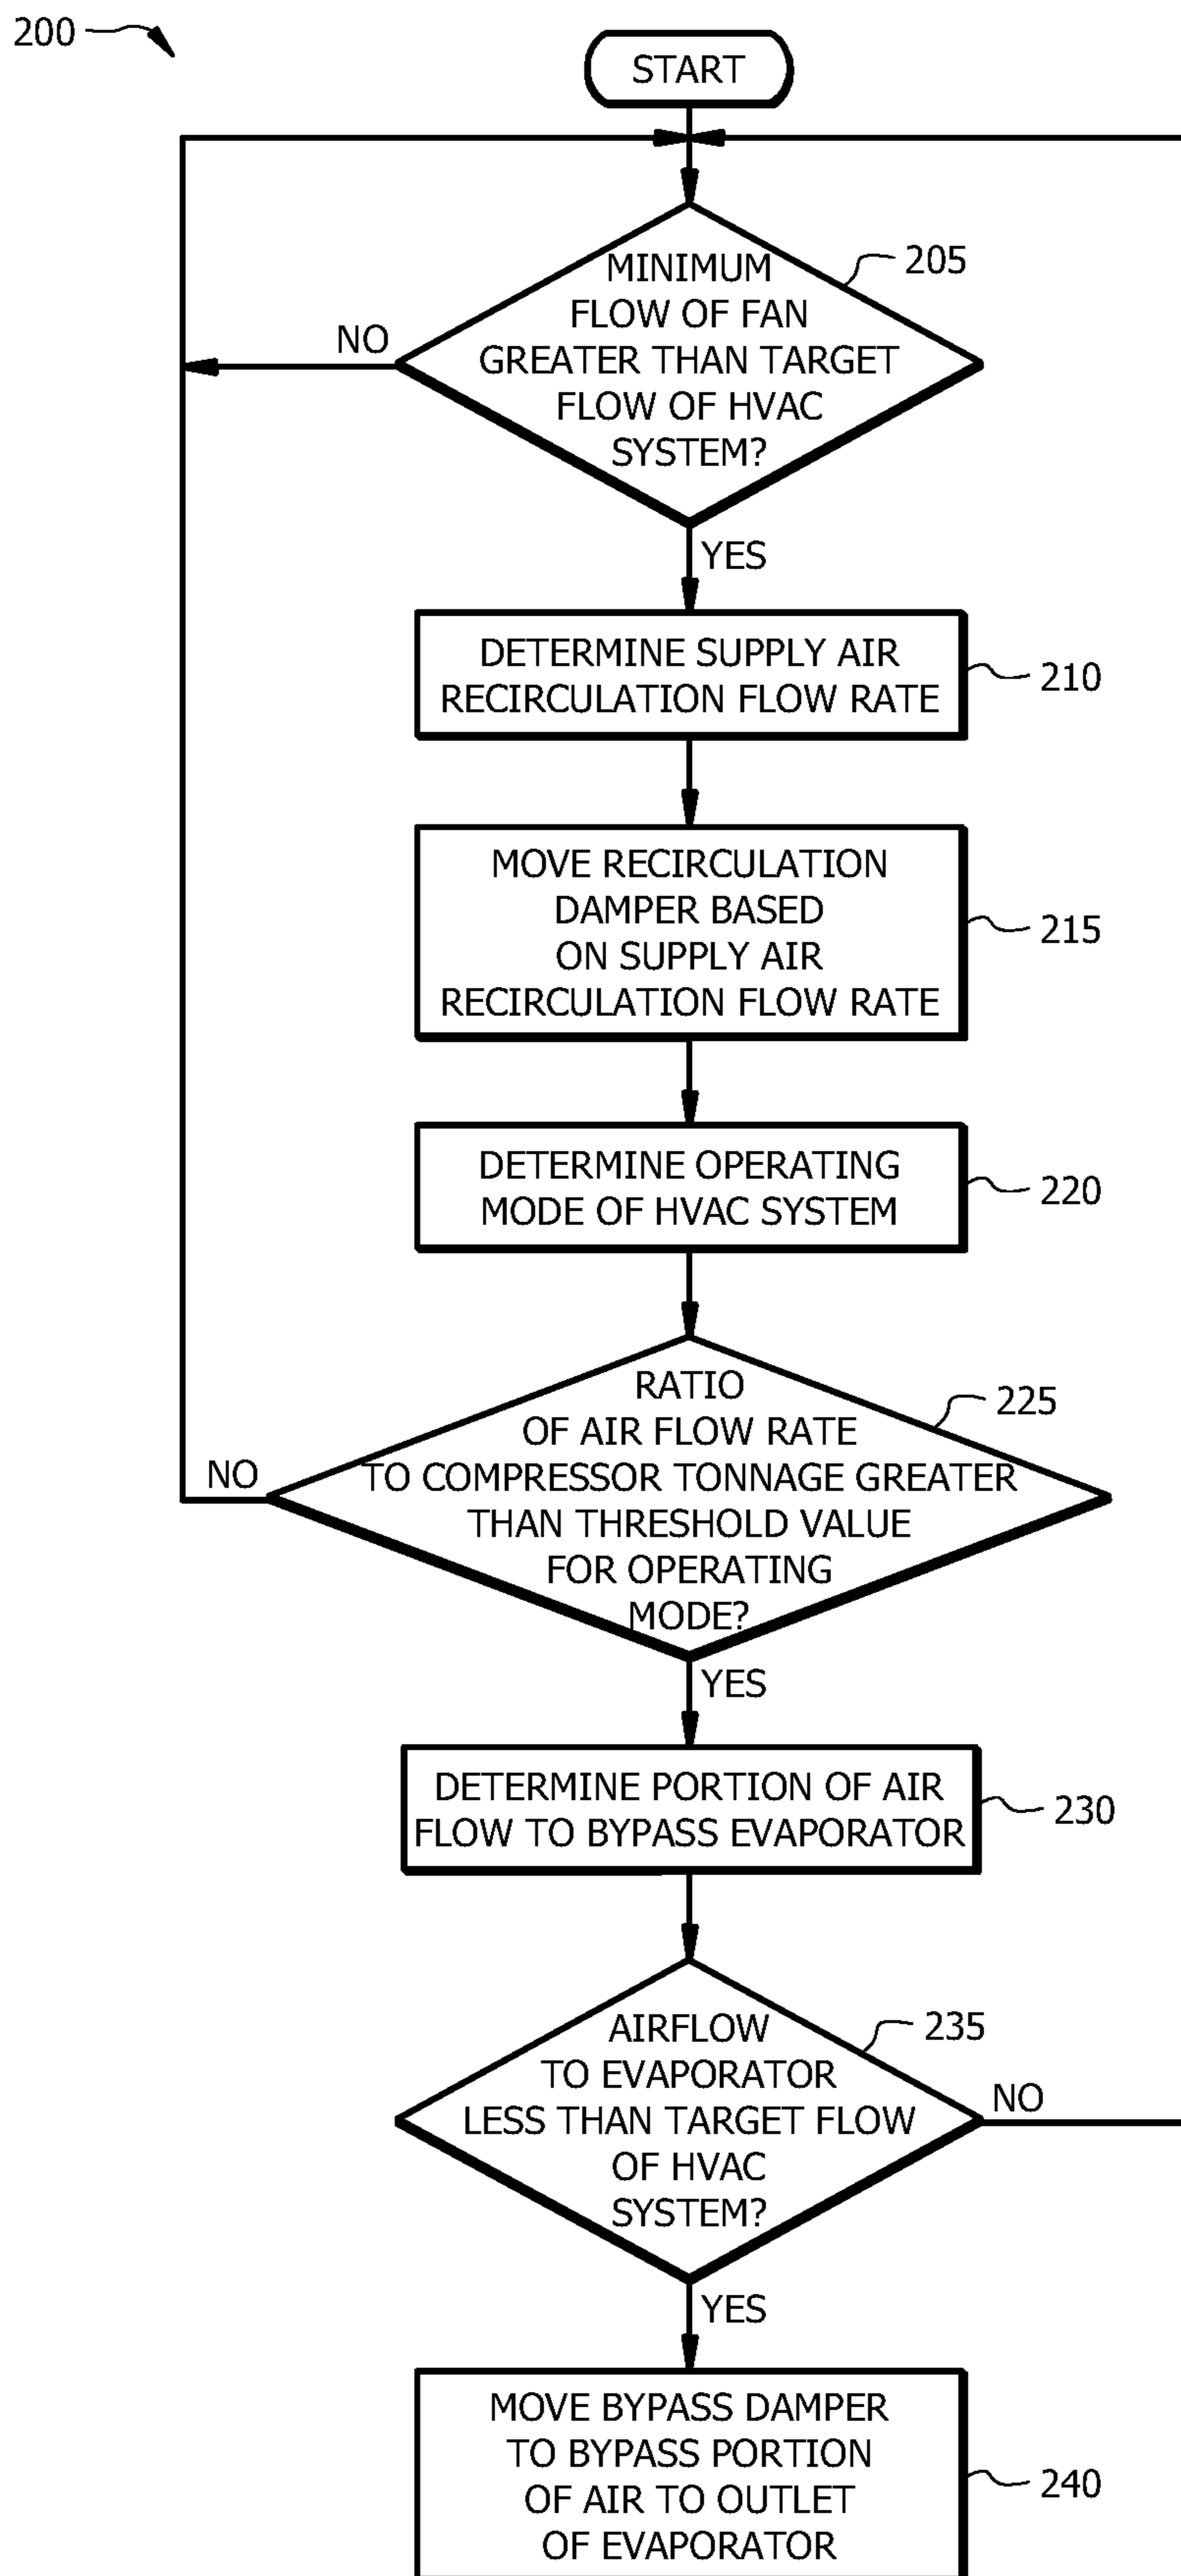 200
START
MINIMUM
FLOW OF FAN
GREATER THAN TARGET
FLOW OF HVAC
SYSTEM?
205
NO
YES
DETERMINE SUPPLY AIR
RECIRCULATION FLOW RATE
210
MOVE RECIRCULATION
DAMPER BASED
ON SUPPLY AIR
RECIRCULATION FLOW RATE
215
DETERMINE OPERATING
MODE OF HVAC SYSTEM
220
RATIO
OF AIR FLOW RATE
TO COMPRESSOR TONNAGE GREATER
THAN THRESHOLD VALUE
FOR OPERATING
MODE?
225
NO
YES
DETERMINE PORTION OF AIR
FLOW TO BYPASS EVAPORATOR
230
AIRFLOW
TO EVAPORATOR
LESS THAN TARGET FLOW
OF HVAC
SYSTEM?
235
NO
YES
MOVE BYPASS DAMPER
TO BYPASS PORTION
OF AIR TO OUTLET
OF EVAPORATOR
240